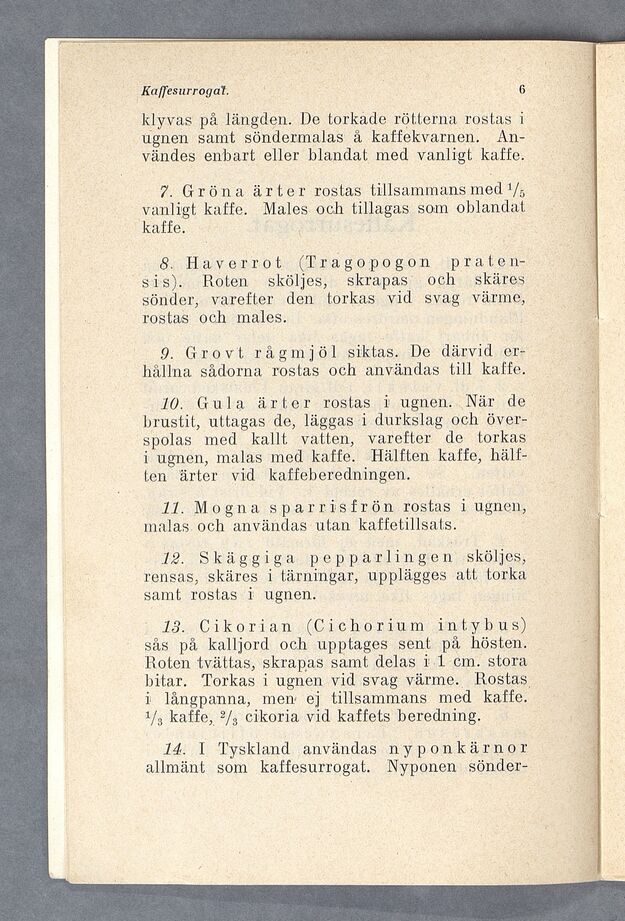 Kaffesurrogat. 6
klyvas på längden. De torkade rötterna rostas i
ugnen samt söndermalas å kaffekvarnen. An-
vändes enbart eller blandat med vanligt kaffe.
7. Gröna ärter rostas tillsammans med 1/5
vanligt kaffe. Males och tillagas som oblandat
kaffe.
8. Haverrot (Tragopogon praten-
sis). Roten sköljes, skrapas och skäres
sönder, varefter den torkas vid svag värme,
rostas och males.
9. Grovt rågmjöl siktas. De därvid er-
hållna sådorna rostas och användas till kaffe.
10. Gula ärter rostas i ugnen. När de
brustit, uttagas de, läggas i durkslag och över-
spolas med kallt vatten, varefter de torkas
i ugnen, malas med kaffe. Hälften kaffe, hälf-
ten ärter vid kaffeberedningen.
11. Mogna sparrisfrön rostas i ugnen,
malas och användas utan kaffetillsats.
12. Skäggiga pepparlingen sköljes,
rensas, skäres i tärningar, upplägges att torka
samt rostas i ugnen.
13. Cikorian (Cichorium intybus)
sås på kalljord och upptages sent på hösten.
Roten tvättas, skrapas samt delas i 1 cm. stora
bitar. Torkas i ugnen vid svag värme. Rostas
i långpanna, men ej tillsammans med kaffe.
1/3 kaffe, 2/3 cikoria vid kaffets beredning.
14. I Tyskland användas nyponkärnor
allmänt som kaffesurrogat. Nyponen sönder-